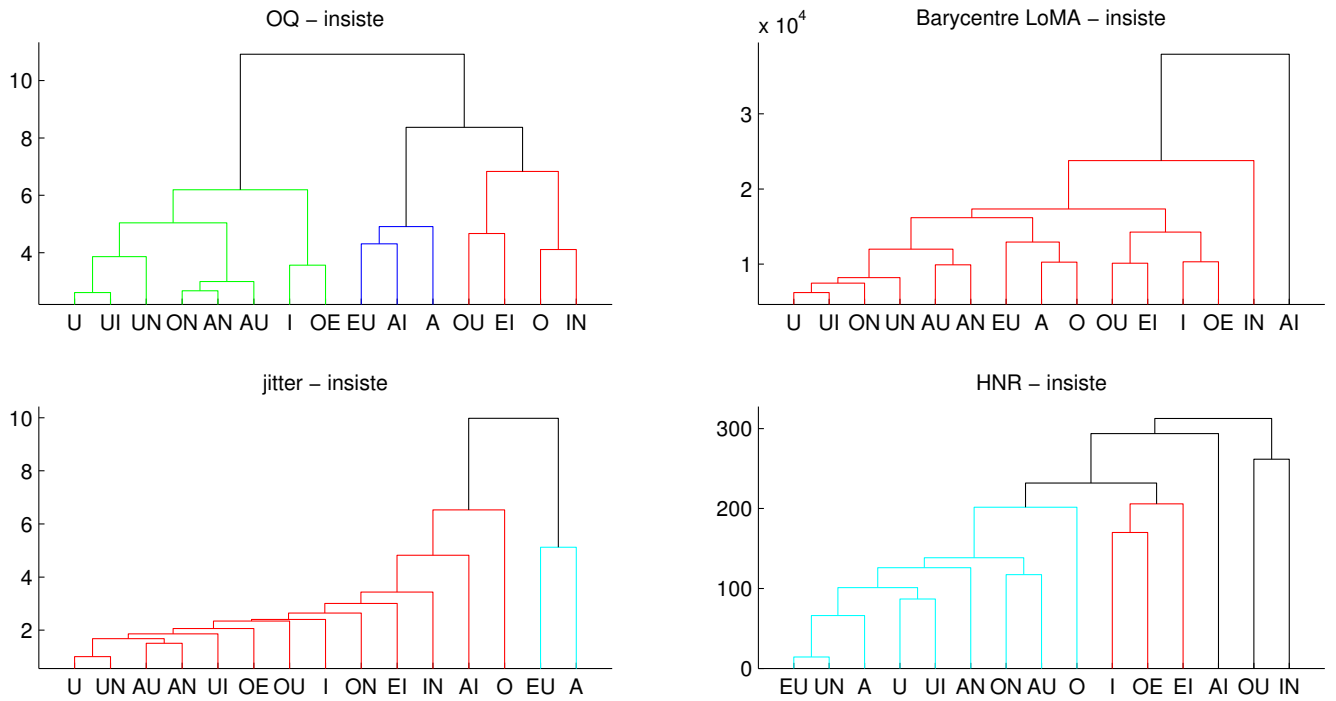 OQ – insiste
10
8
6
4
U UI UN ON AN AU I OE EU AI A OU EI O IN
Barycentre LoMA – insiste
x 10^4
3
2
1
U UI ON UN AU AN EU A O OU EI I OE IN AI
jitter – insiste
10
8
6
4
2
U UN AU AN UI OE OU I ON EI IN AI O EU A
HNR – insiste
300
200
100
0
EU UN A U UI AN ON AU O I OE EI AI OU IN